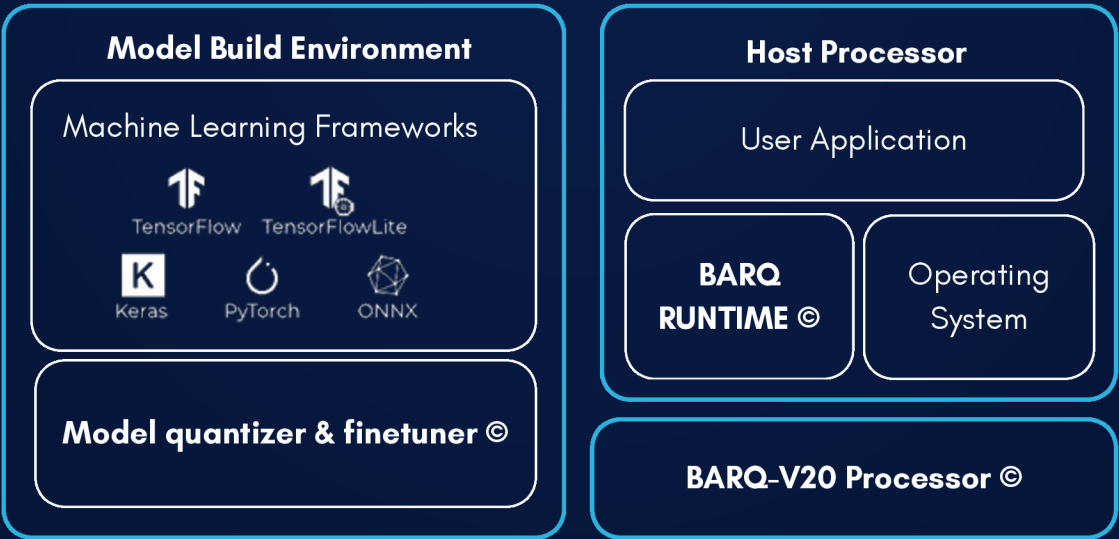 Model Build Environment
Machine Learning Frameworks
TensorFlow TensorFlowLite
K
Keras PyTorch ONNX
Model quantizer & finetuner ©
Host Processor
User Application
BARQ
RUNTIME ©
Operating
System
BARQ-V20 Processor ©